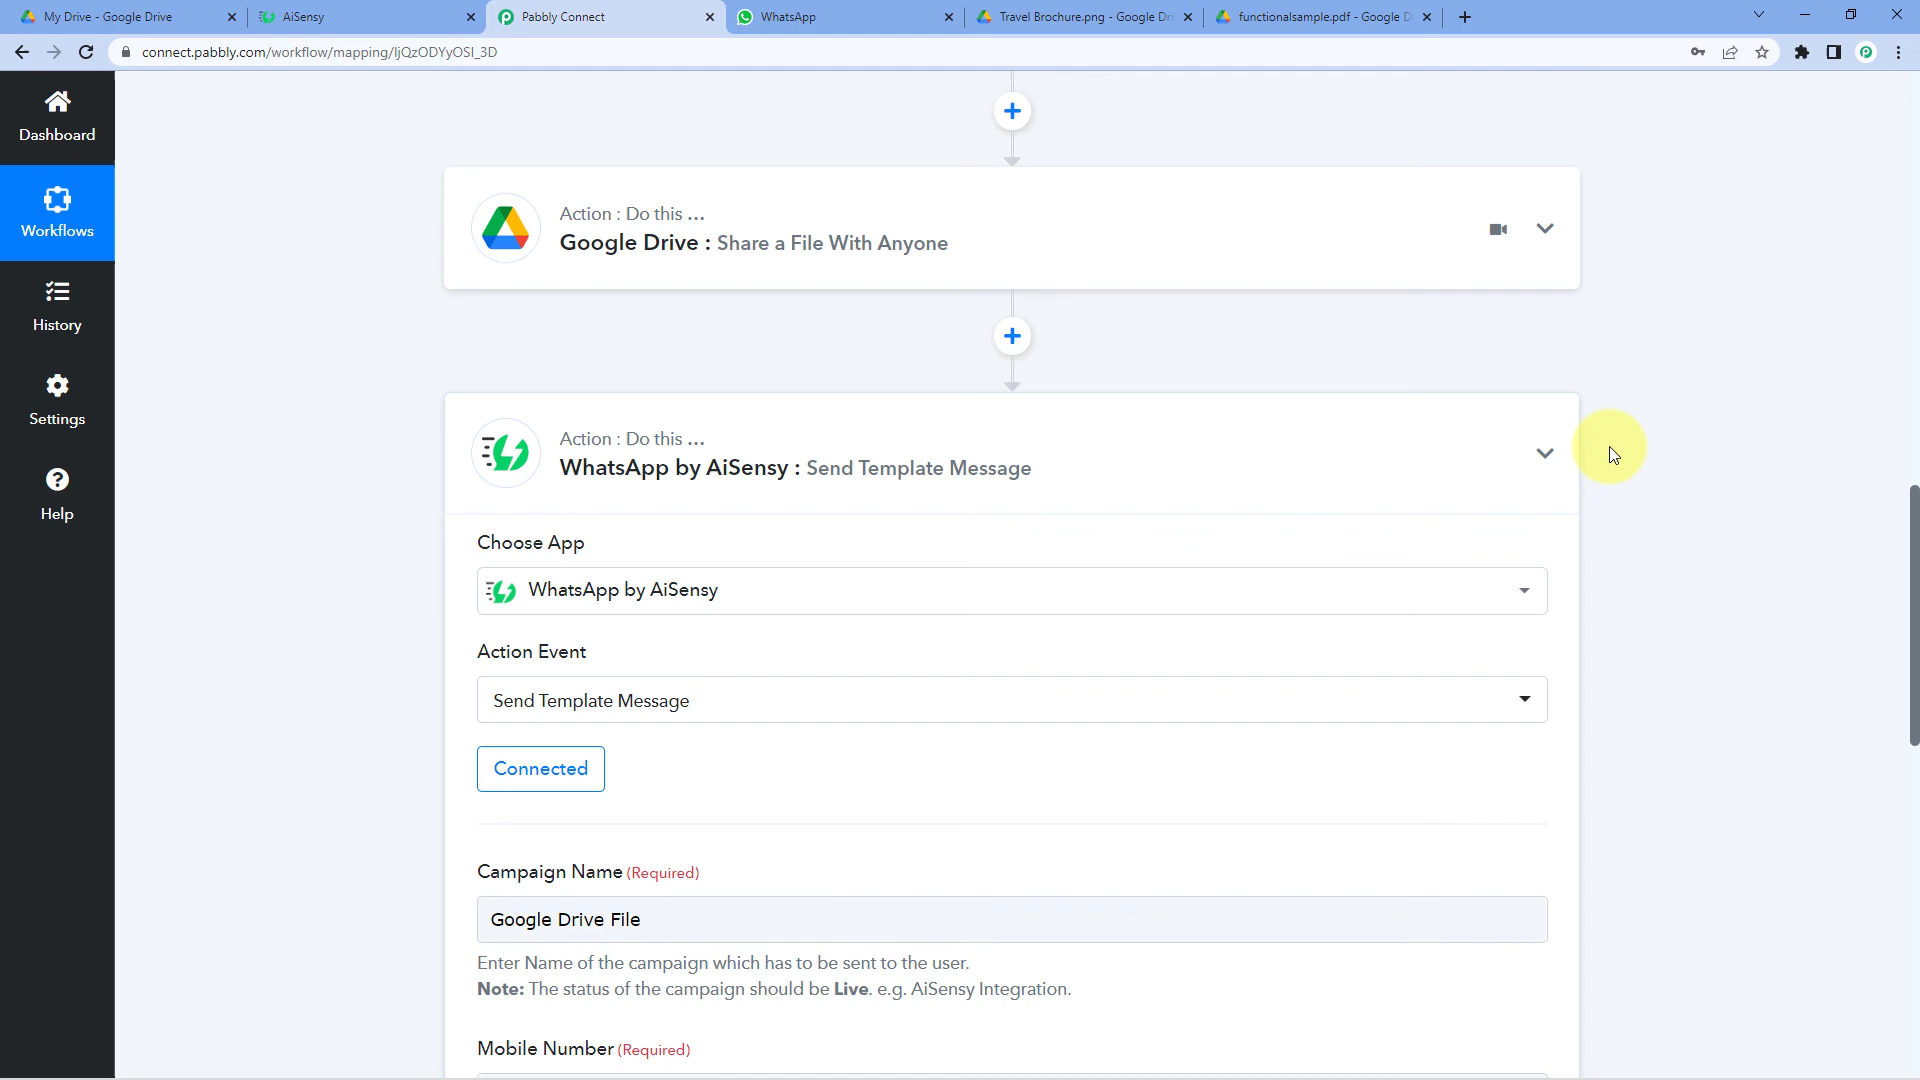 My Drive - Google Drive
AiSensy
Pabbly Connect
WhatsApp
Travel Brochure.png - Google Dri
functionalsample.pdf - Google D
connect.pabbly.com/workflow/mapping/IjQzODYyOSI_3D
Dashboard
Workflows
History
Settings
Help
Action : Do this ...
Google Drive : Share a File With Anyone
Action : Do this ...
WhatsApp by AiSensy : Send Template Message
Choose App
WhatsApp by AiSensy
Action Event
Send Template Message
Connected
Campaign Name (Required)
Google Drive File
Enter Name of the campaign which has to be sent to the user.
Note: The status of the campaign should be Live. e.g. AiSensy Integration.
Mobile Number (Required)